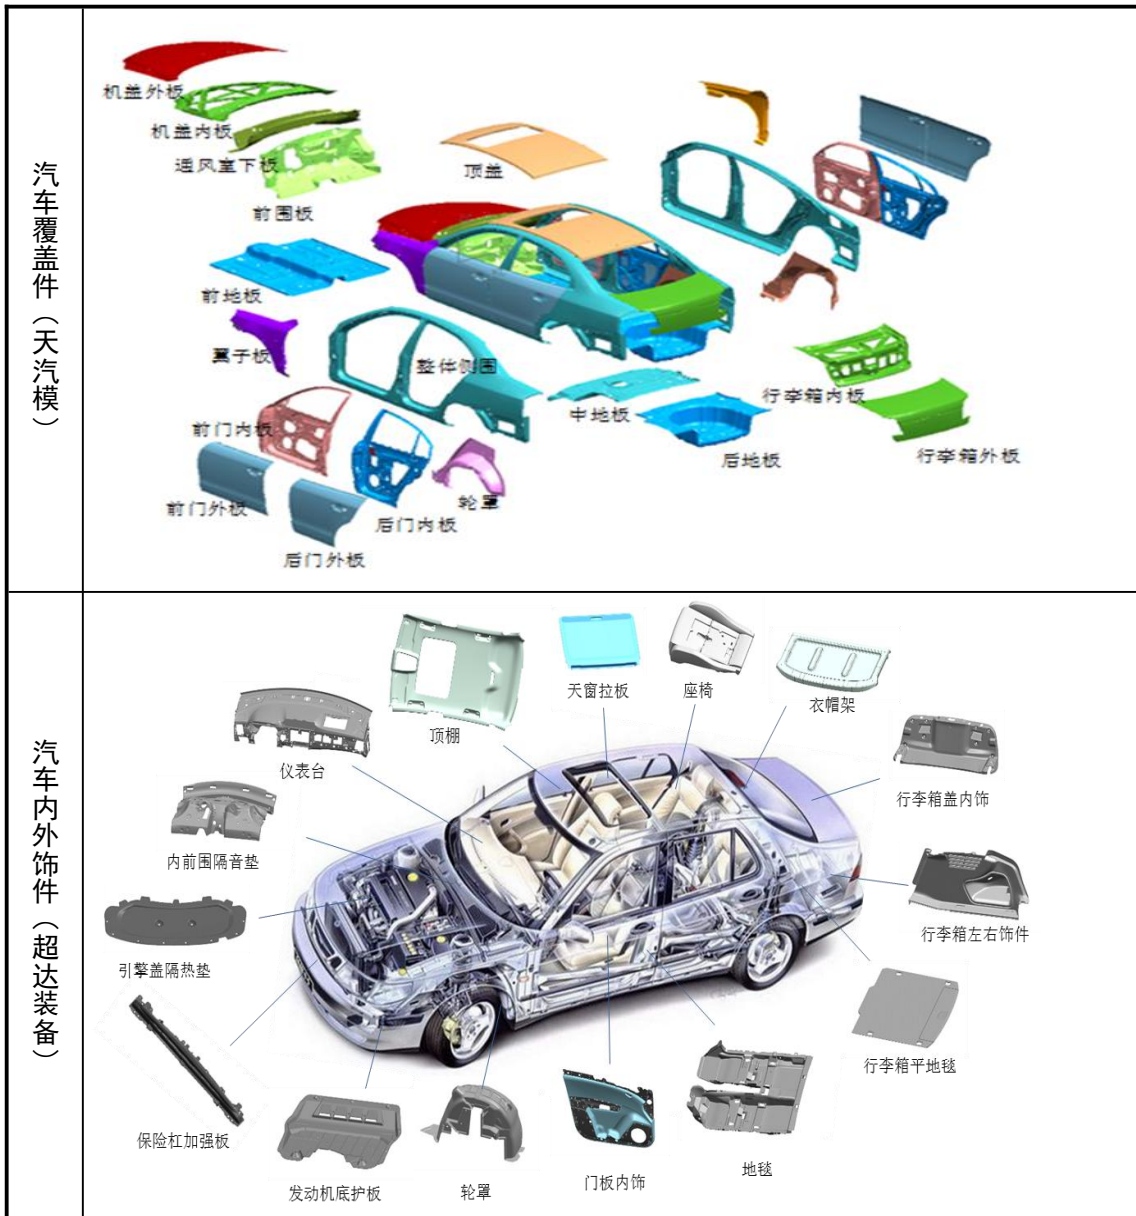 汽车覆盖件（天汽模）
机盖外板
机盖内板
通风室下板
前围板
顶盖
前地板
翼子板
整体侧围
中地板
行李箱内板
前门内板
后地板
行李箱外板
前门外板
后门内板
轮罩
后门外板
汽车内外饰件（超达装备）
天窗拉板
座椅
衣帽架
顶棚
仪表台
行李箱盖内饰
内前围隔音垫
行李箱左右饰件
引擎盖隔热垫
行李箱平地毯
保险杠加强板
发动机底护板
轮罩
门板内饰
地毯